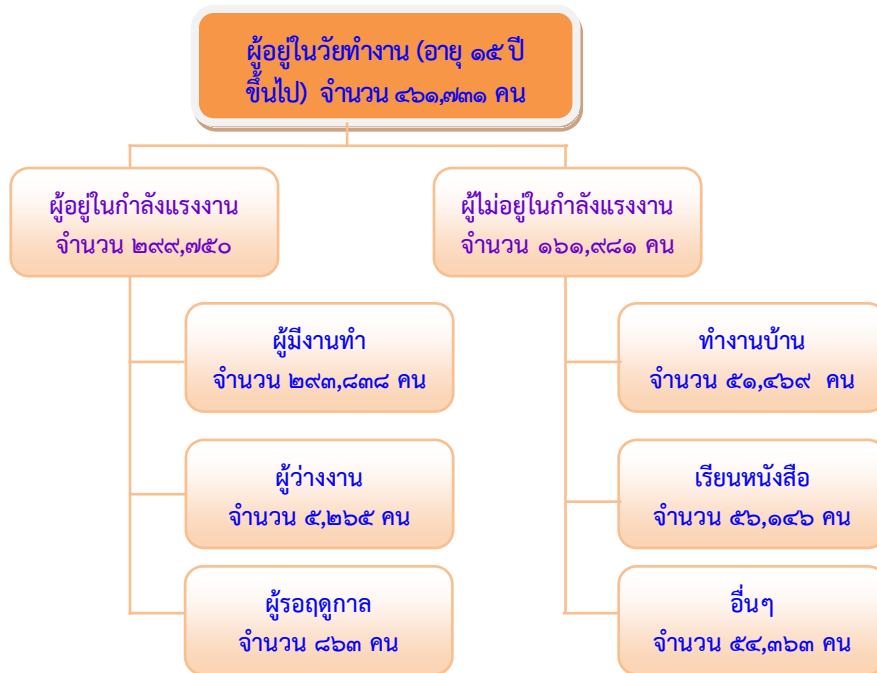 ผู้อยู่ในวัยทำงาน (อายุ ๑๕ ปี
ขึ้นไป) จำนวน ๔๖๑,๗๓๑ คน
ผู้อยู่ในกำลังแรงงาน
จำนวน ๒๙๙,๗๕๐
ผู้ไม่อยู่ในกำลังแรงงาน
จำนวน ๑๖๑,๙๘๑ คน
ผู้มีงานทำ
จำนวน ๒๙๓,๘๓๘ คน
ทำงานบ้าน
จำนวน ๕๑,๔๖๙ คน
ผู้ว่างงาน
จำนวน ๕,๒๖๕ คน
เรียนหนังสือ
จำนวน ๕๖,๑๔๖ คน
ผู้รอฤดูกาล
จำนวน ๘๖๓ คน
อื่นๆ
จำนวน ๕๔,๓๖๓ คน